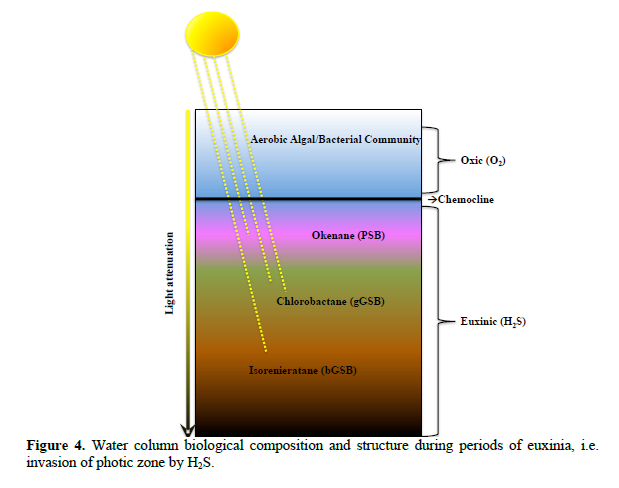 Aerobic Algal/Bacterial Community
Oxic (O₂)
→Chemocline
Okenane (PSB)
Light attenuation
Chlorobactane (gGSB)
Euxinic (H₂S)
Isorenieratane (bGSB)
Figure 4. Water column biological composition and structure during periods of euxinia, i.e.
invasion of photic zone by H₂S.